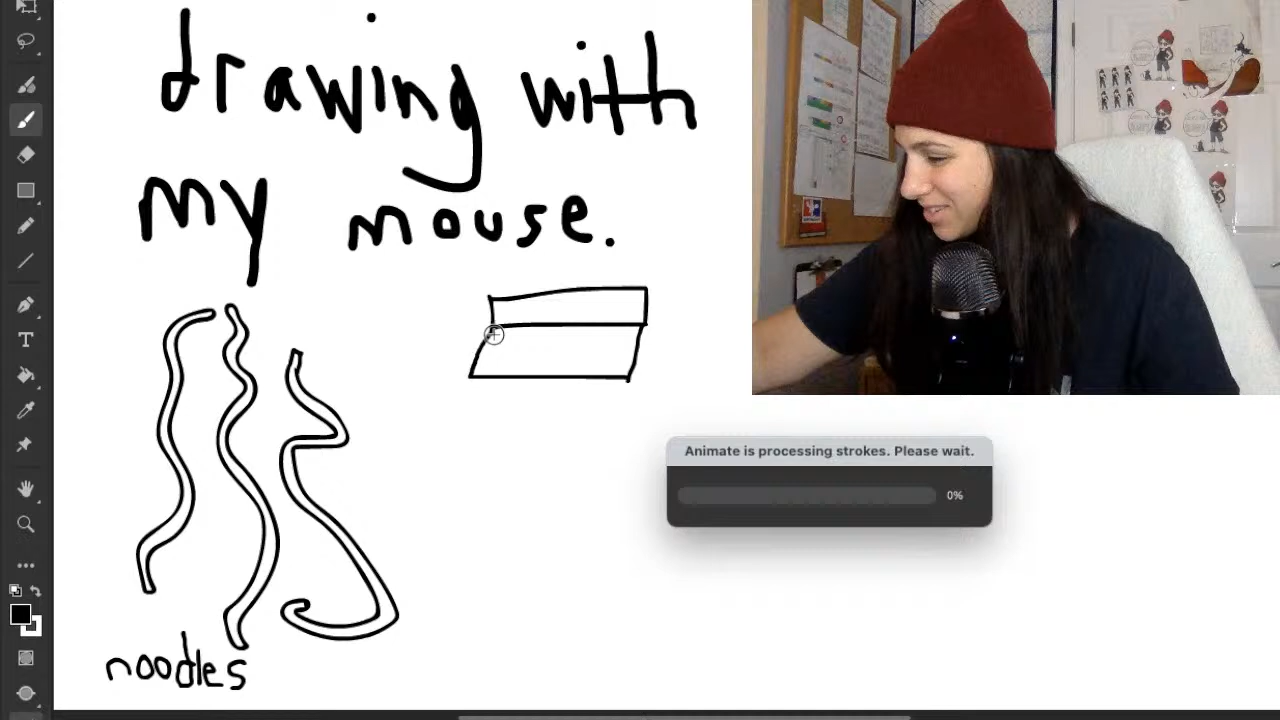 drawing with
my mouse.
Animate is processing strokes. Please wait.
0%
noodles